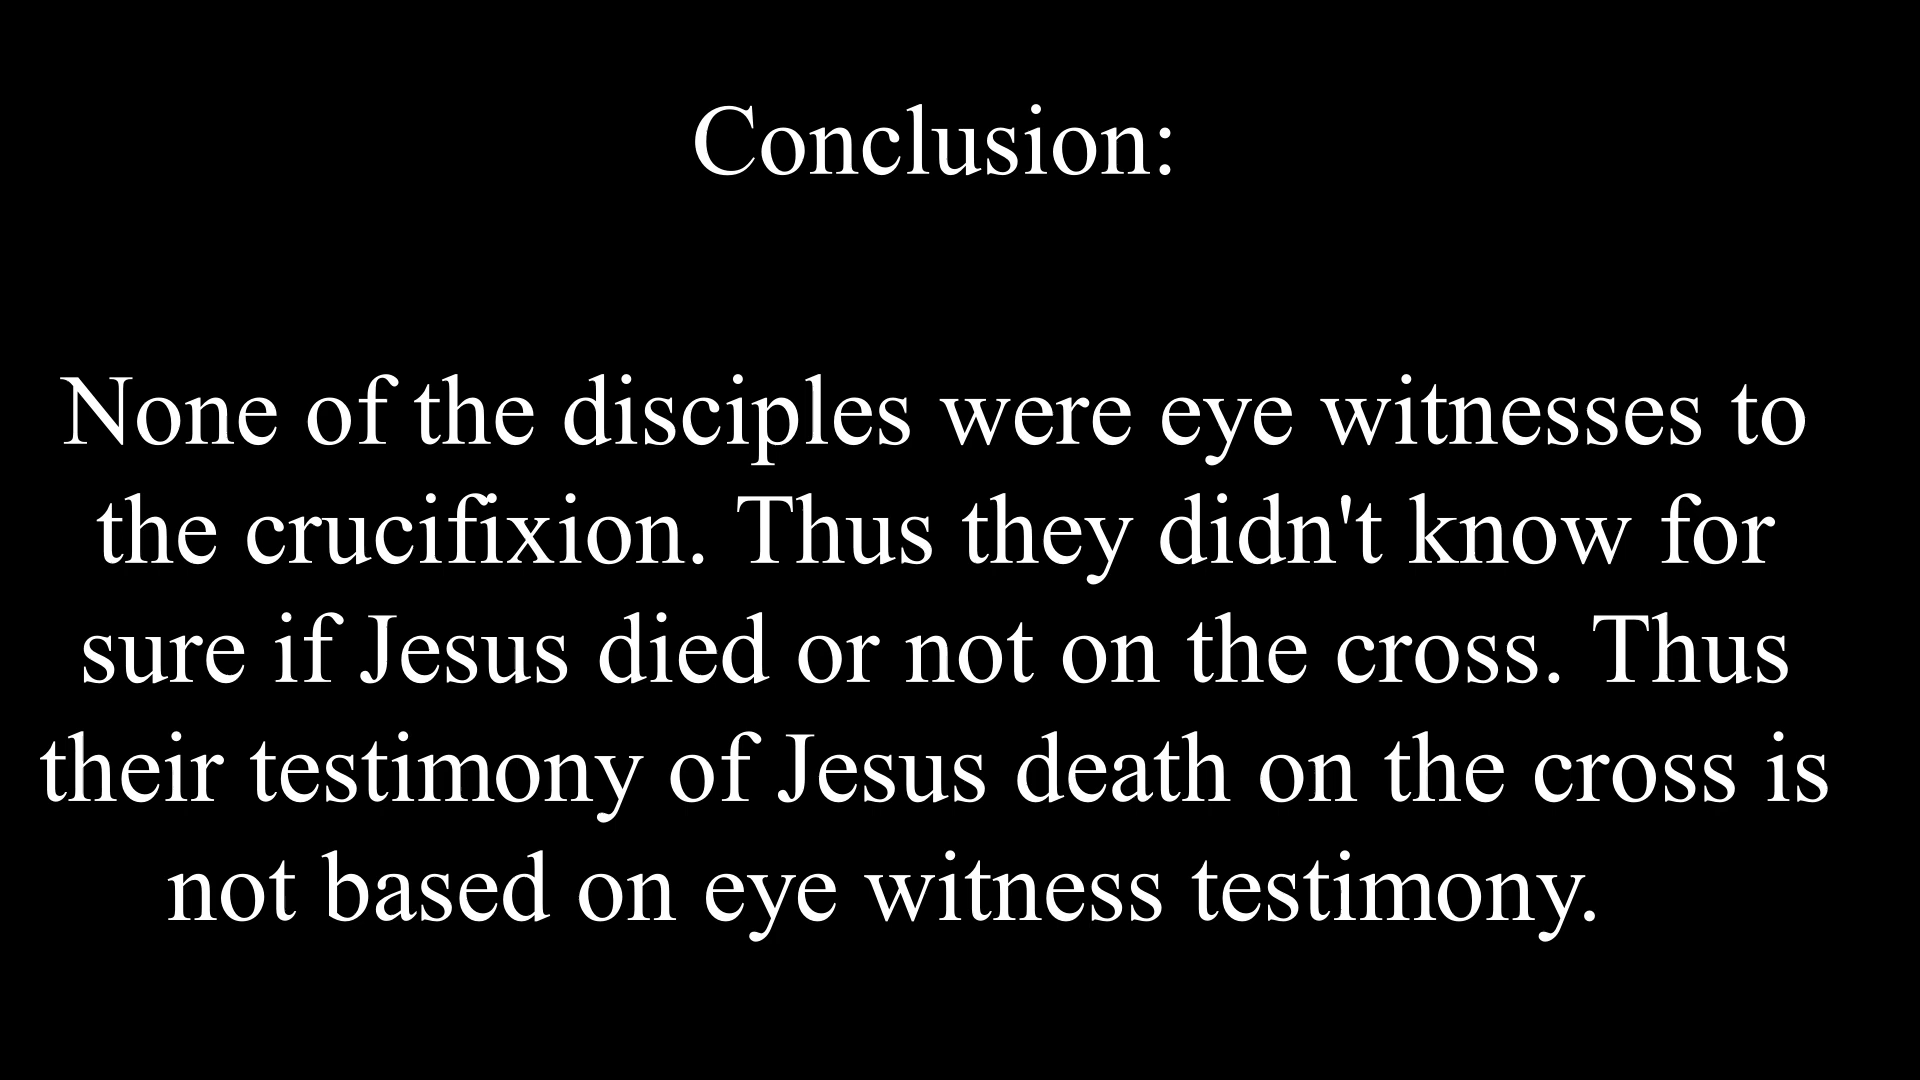 Conclusion:
None of the disciples were eye witnesses to
the crucifixion. Thus they didn't know for
sure if Jesus died or not on the cross. Thus
their testimony of Jesus death on the cross is
not based on eye witness testimony.